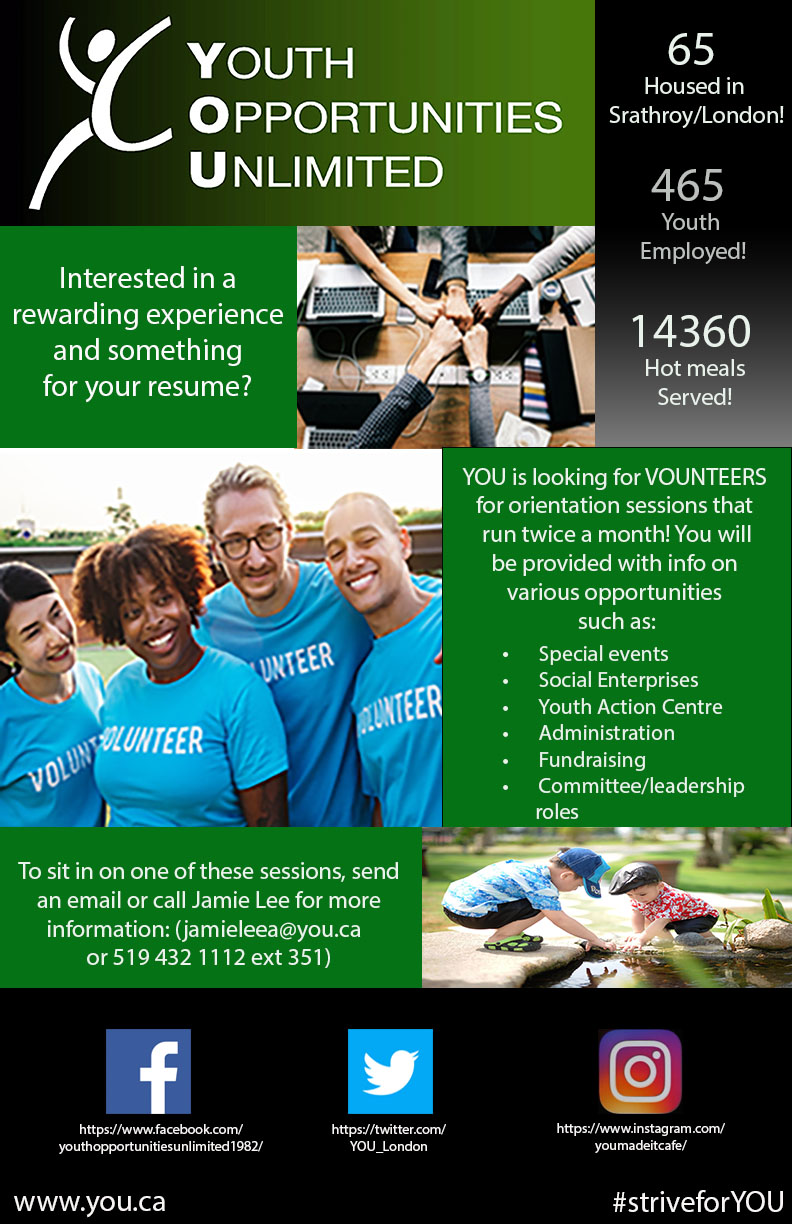 YOUTH
OPPORTUNITIES
UNLIMITED
65
Housed in
Srathroy/London!
465
Youth
Employed!
14360
Hot meals
Served!
Interested in a
rewarding experience
and something
for your resume?
YOU is looking for VOUNTEERS
for orientation sessions that
run twice a month! You will
be provided with info on
various opportunities
such as:
• Special events
• Social Enterprises
• Youth Action Centre
• Administration
• Fundraising
• Committee/leadership
roles
VOLUNT
VOLUNTEER
UNTEER
VOLUNTEER
To sit in on one of these sessions, send
an email or call Jamie Lee for more
information: (jamieleea@you.ca
or 519 432 1112 ext 351)
https://www.facebook.com/
youthopportunitiesunlimited1982/
https://twitter.com/
YOU_London
https://www.instagram.com/
youmadeitcafe/
www.you.ca
#striveforYOU